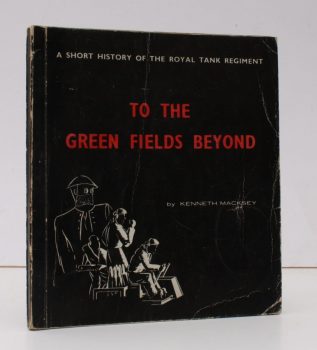 A SHORT HISTORY OF THE ROYAL TANK REGIMENT
TO THE
GREEN FIELDS BEYOND
by KENNETH MACKSEY